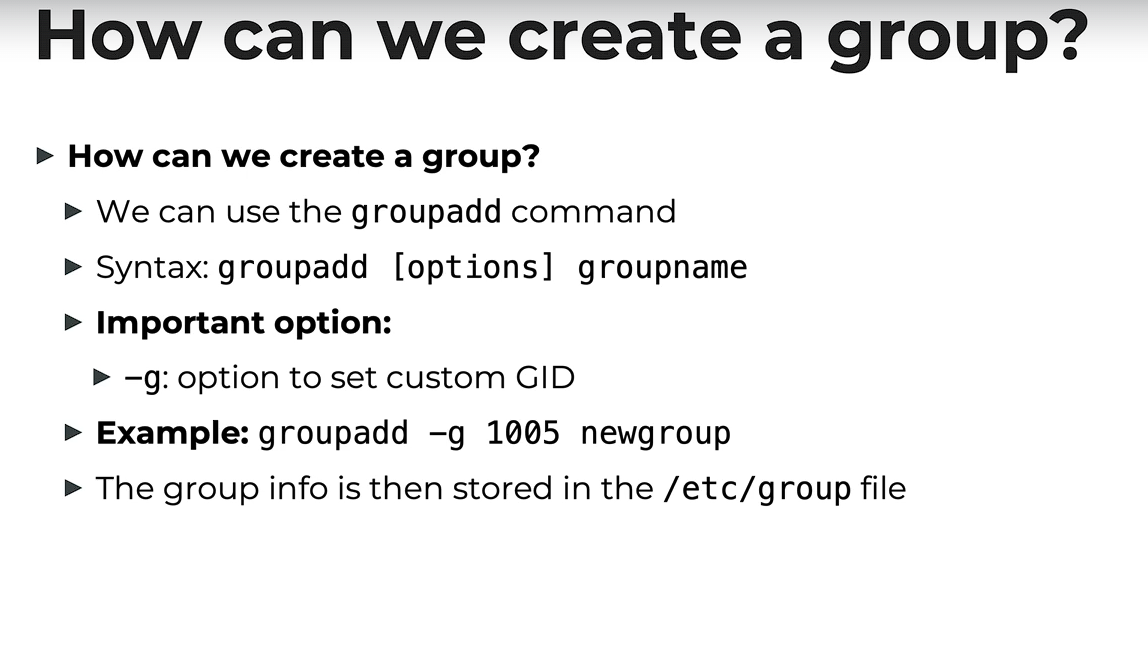 How can we create a group?
How can we create a group?
We can use the groupadd command
Syntax: groupadd [options] groupname
Important option:
-g: option to set custom GID
Example: groupadd -g 1005 newgroup
The group info is then stored in the /etc/group file